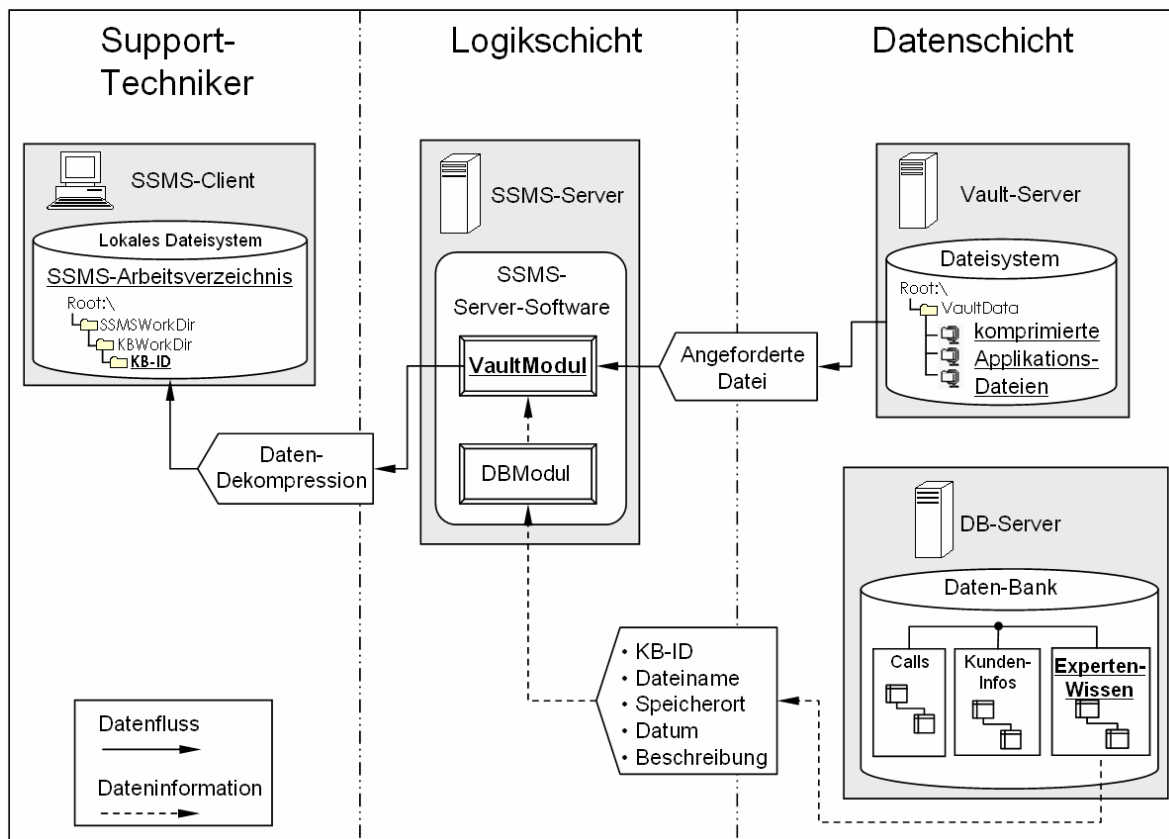 Support-
Techniker
Logikschicht
Datenschicht
SSMS-Client
Lokales Dateisystem
SSMS-Arbeitsverzeichnis
Root:\
SSMSWorkDir
KBWorkDir
KB-ID
Daten-
Dekompression
SSMS-Server
SSMS-
Server-Software
VaultModul
DBModul
Angeforderte
Datei
Vault-Server
Dateisystem
Root:\
VaultData
komprimierte
Applikations-
Dateien
DB-Server
Daten-Bank
Calls
Kunden-
Infos
Experten-
Wissen
• KB-ID
• Dateiname
• Speicherort
• Datum
• Beschreibung
Datenfluss
Dateninformation